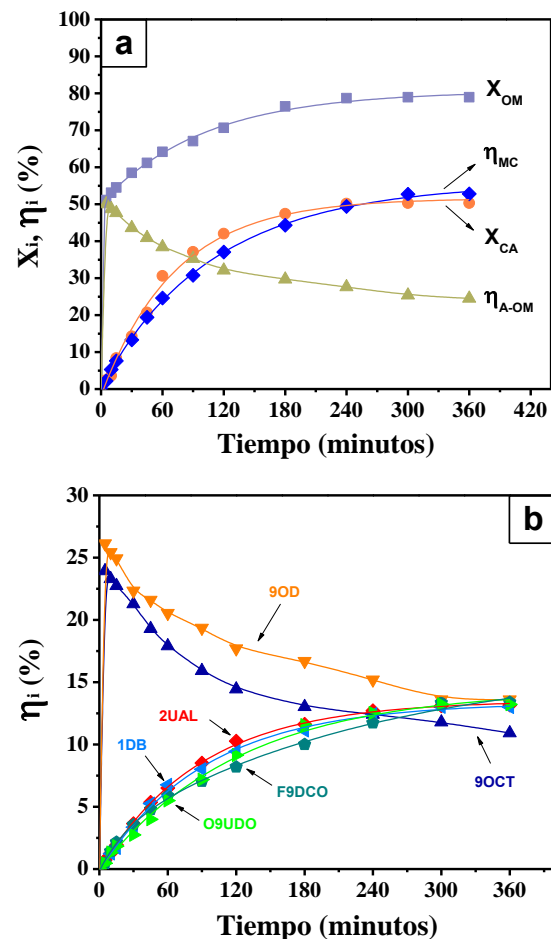 a
X_i, η_i (%)
100
90
80
70
60
50
40
30
20
10
0
X_OM
η_MC
X_CA
η_A-OM
0 60 120 180 240 300 360 420
Tiempo (minutos)
b
η_i (%)
30
25
20
15
10
5
0
9OD
2UAL
1DB
F9DCO
9OCT
O9UDO
0 60 120 180 240 300 360
Tiempo (minutos)